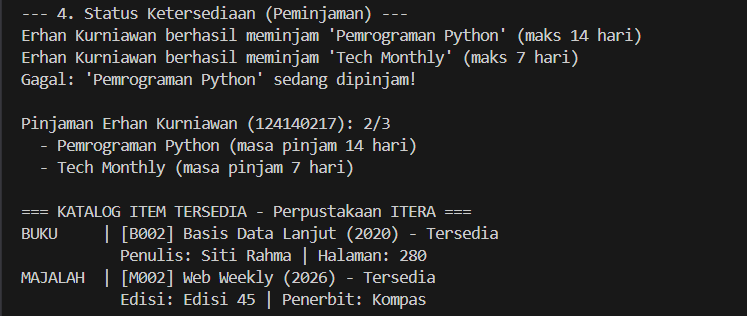 --- 4. Status Ketersediaan (Peminjaman) ---
Erhan Kurniawan berhasil meminjam 'Pemrograman Python' (maks 14 hari)
Erhan Kurniawan berhasil meminjam 'Tech Monthly' (maks 7 hari)
Gagal: 'Pemrograman Python' sedang dipinjam!

Pinjaman Erhan Kurniawan (124140217): 2/3
  - Pemrograman Python (masa pinjam 14 hari)
  - Tech Monthly (masa pinjam 7 hari)

=== KATALOG ITEM TERSEDIA - Perpustakaan ITERA ===
BUKU     | [B002] Basis Data Lanjut (2020) - Tersedia
           Penulis: Siti Rahma | Halaman: 280
MAJALAH  | [M002] Web Weekly (2026) - Tersedia
           Edisi: Edisi 45 | Penerbit: Kompas